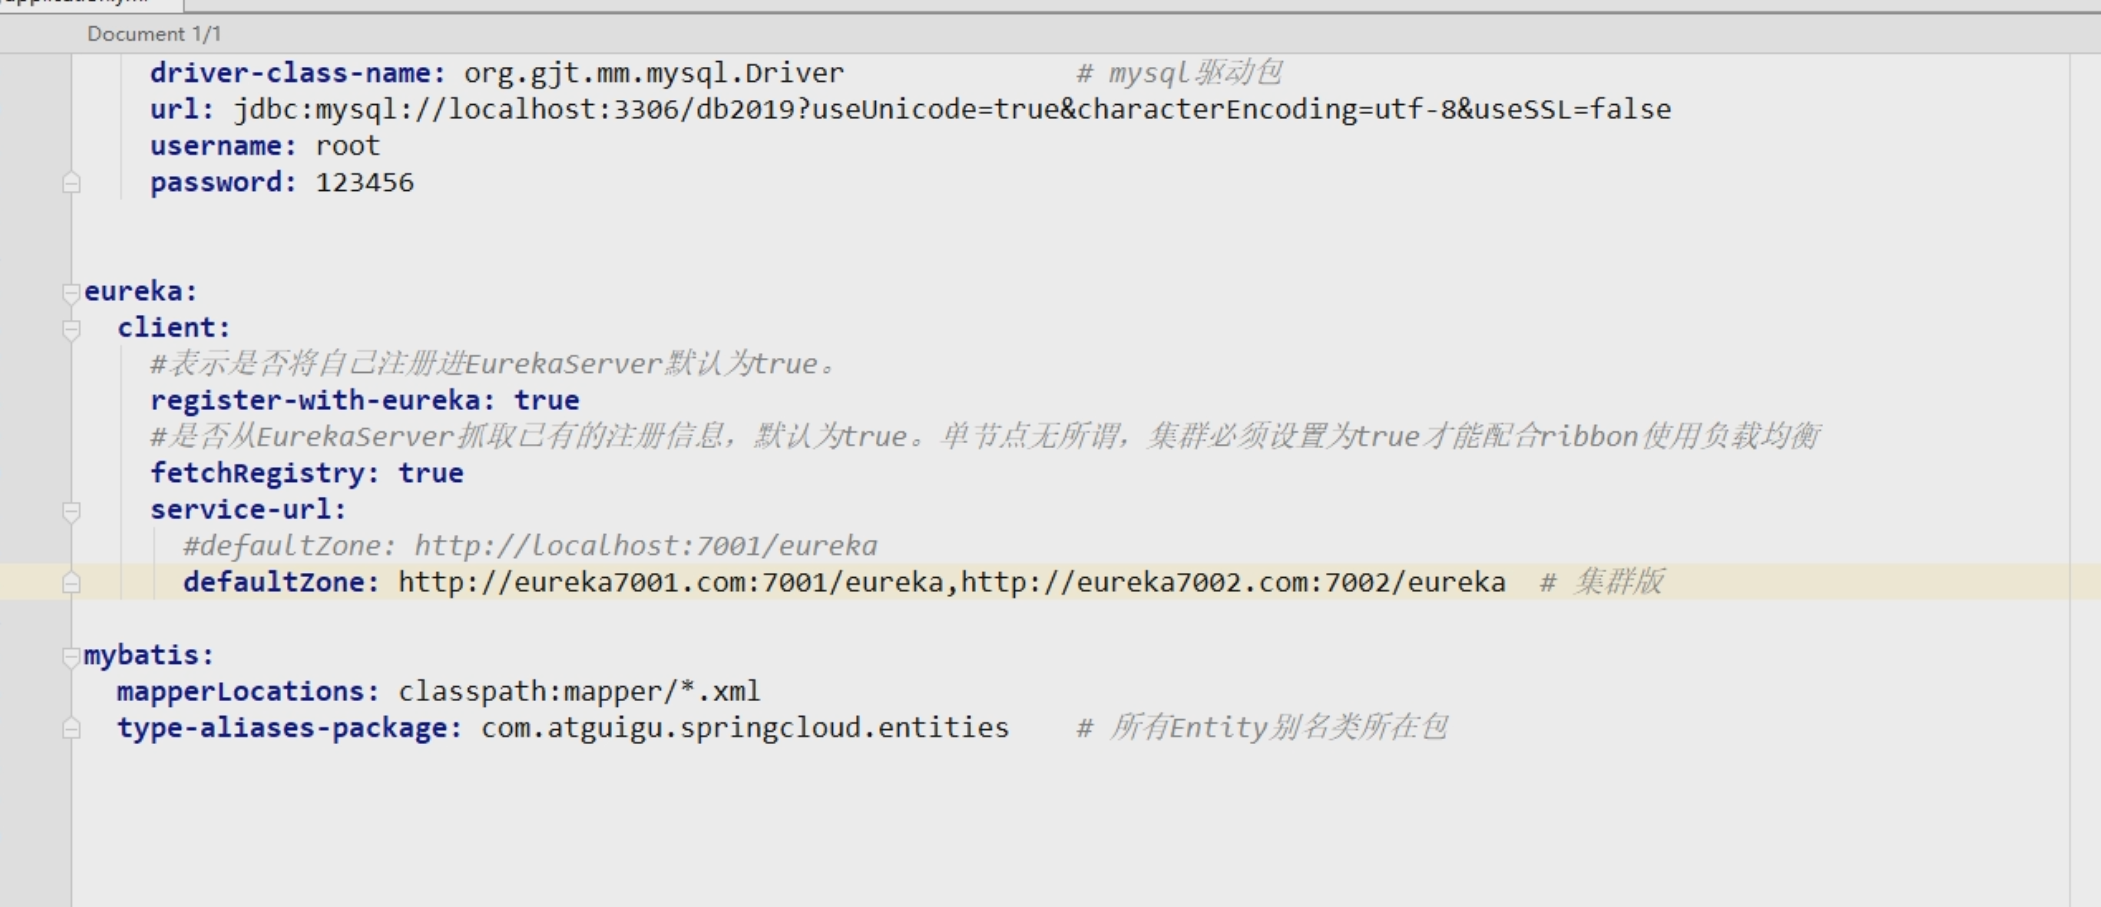 Document 1/1
driver-class-name: org.gjt.mm.mysql.Driver # mysql驱动包
url: jdbc:mysql://localhost:3306/db2019?useUnicode=true&characterEncoding=utf-8&useSSL=false
username: root
password: 123456
eureka:
client:
#表示是否将自己注册进EurekaServer默认为true。
register-with-eureka: true
#是否从EurekaServer抓取已有的注册信息，默认为true。单节点无所谓，集群必须设置为true才能配合ribbon使用负载均衡
fetchRegistry: true
service-url:
#defaultZone: http://localhost:7001/eureka
defaultZone: http://eureka7001.com:7001/eureka,http://eureka7002.com:7002/eureka # 集群版
mybatis:
mapperLocations: classpath:mapper/*.xml
type-aliases-package: com.atguigu.springcloud.entities # 所有Entity别名类所在包